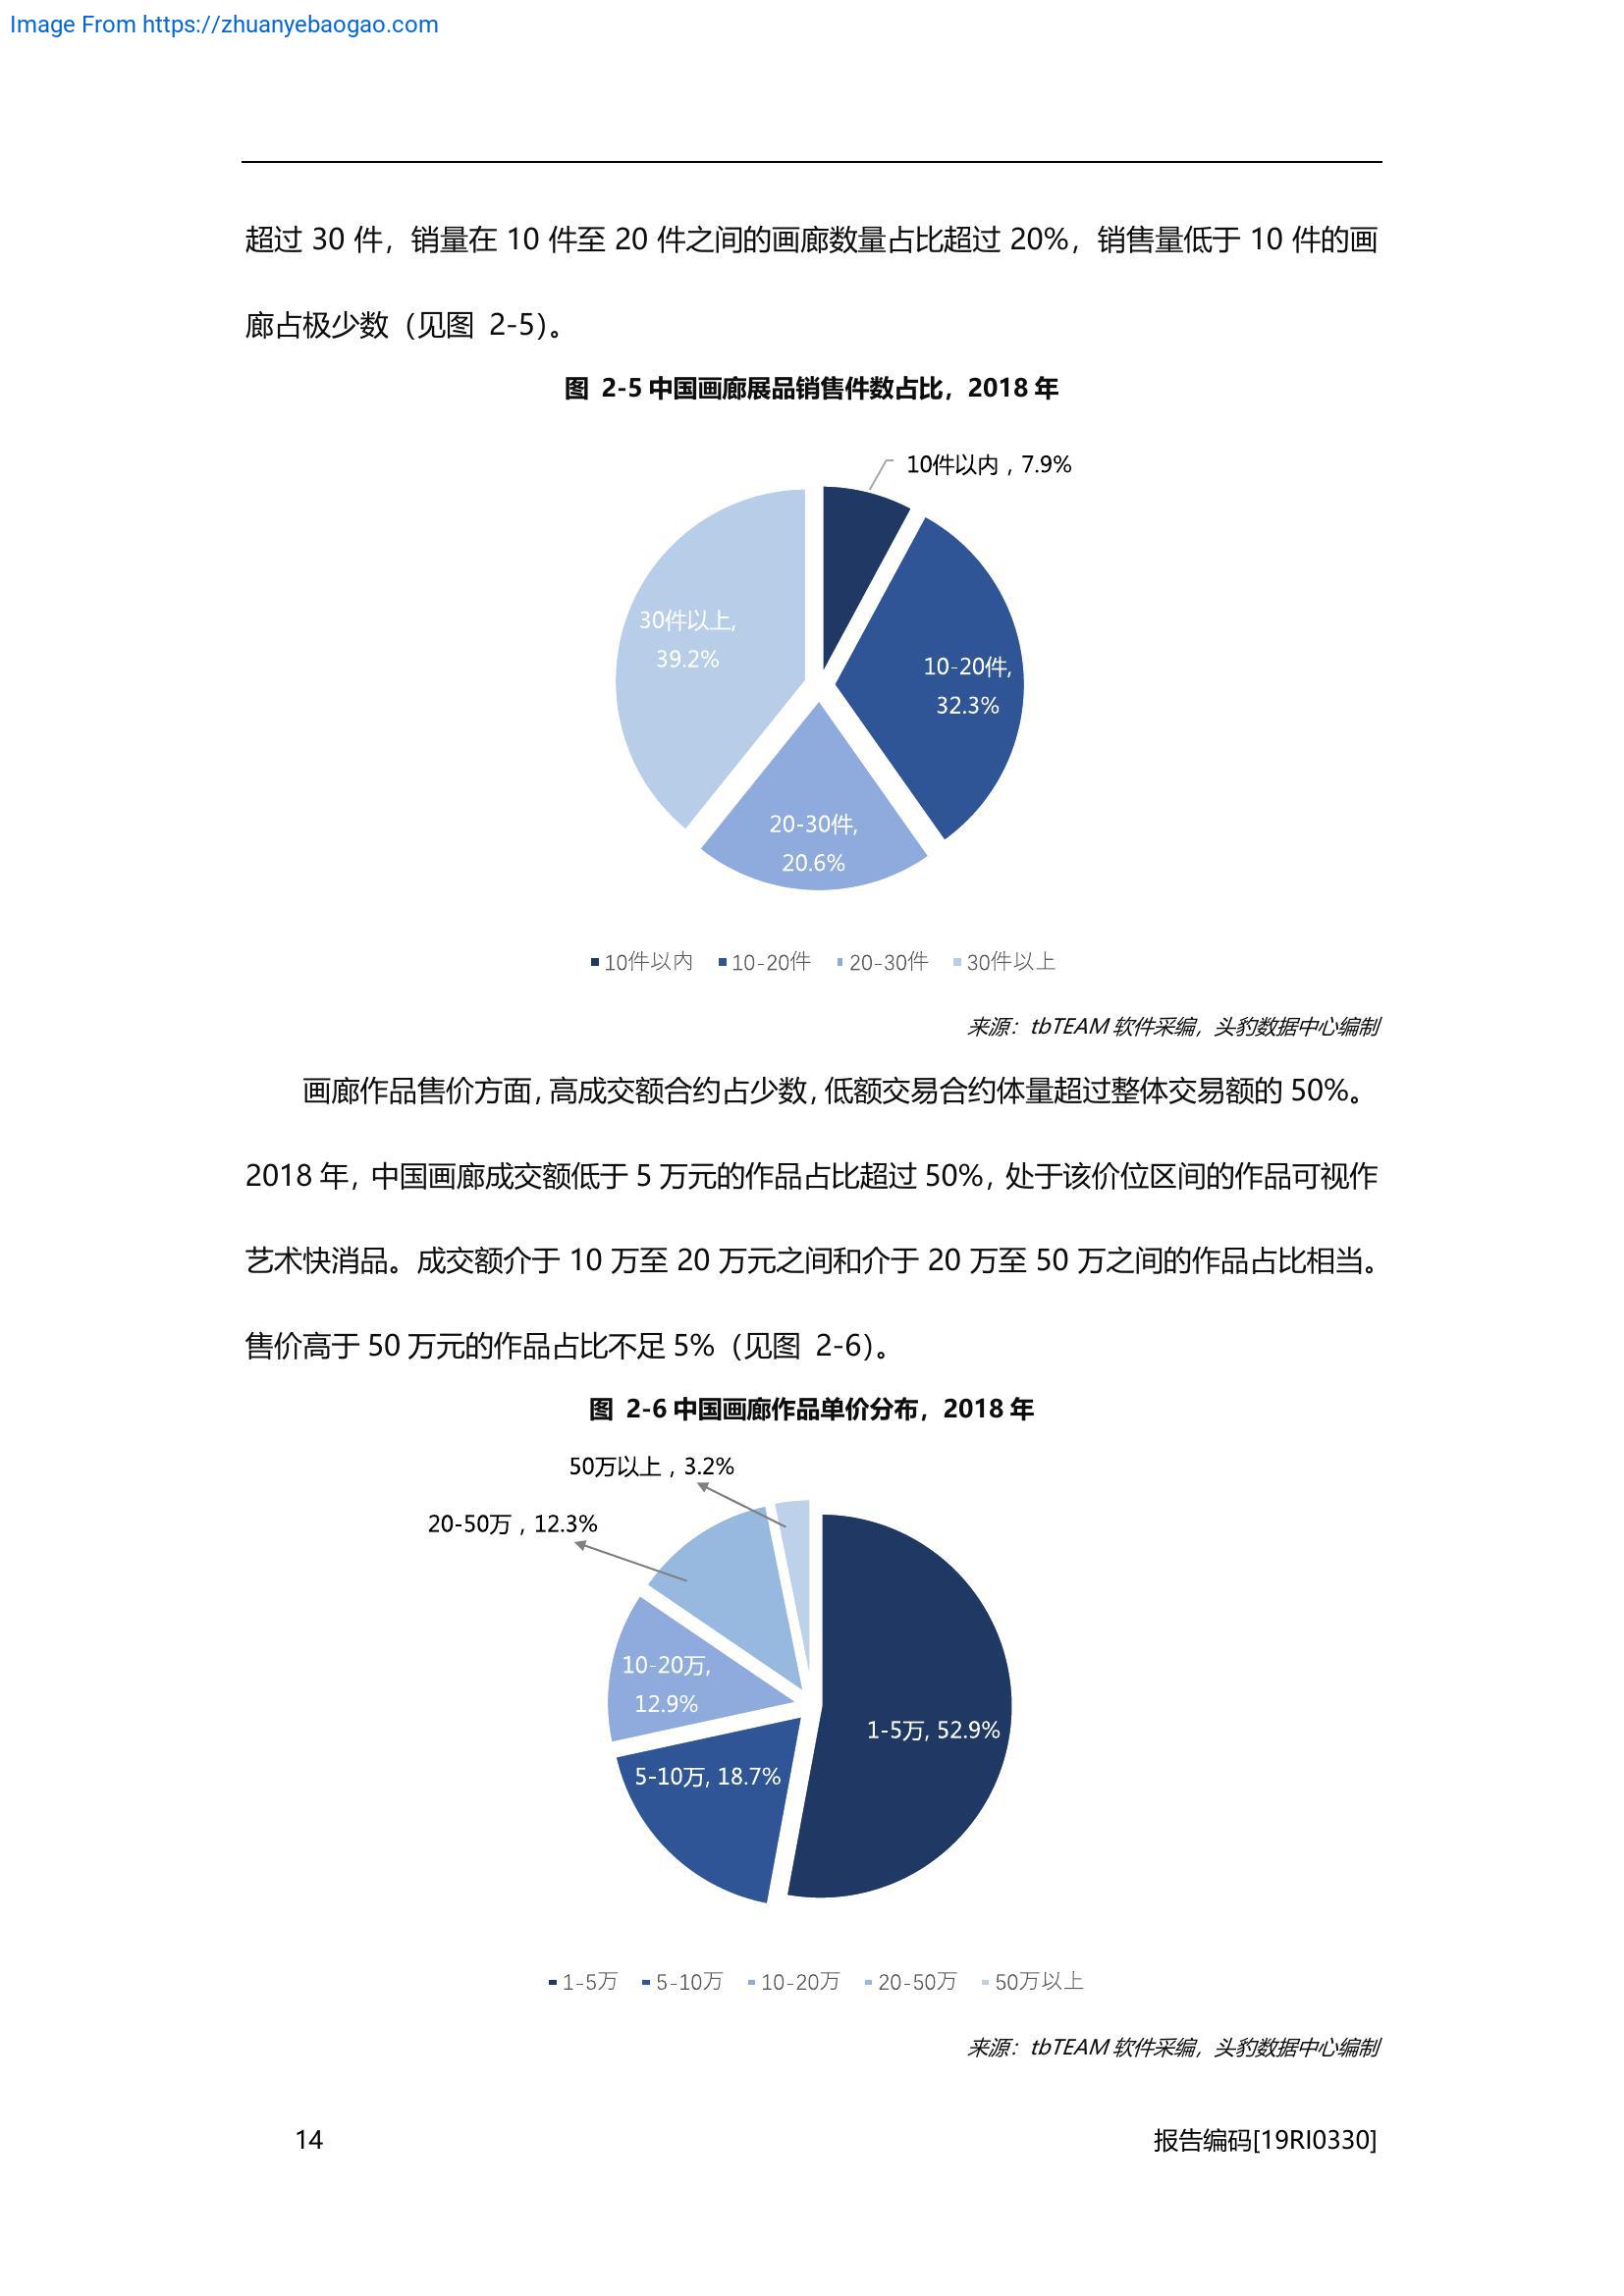 Image From https://zhuanyebaogao.com
超过 30 件，销量在 10 件至 20 件之间的画廊数量占比超过 20%，销售量低于 10 件的画
廊占极少数（见图 2-5）。
图 2-5 中国画廊展品销售件数占比，2018 年
10件以内，7.9%
30件以上,
39.2%
10-20件,
32.3%
20-30件,
20.6%
10件以内 10-20件 20-30件 30件以上
来源：tbTEAM 软件采编，头豹数据中心编制
画廊作品售价方面，高成交额合约占少数，低额交易合约体量超过整体交易额的 50%。
2018 年，中国画廊成交额低于 5 万元的作品占比超过 50%，处于该价位区间的作品可视作
艺术快消品。成交额介于 10 万至 20 万元之间和介于 20 万至 50 万之间的作品占比相当。
售价高于 50 万元的作品占比不足 5%（见图 2-6）。
图 2-6 中国画廊作品单价分布，2018 年
50万以上，3.2%
20-50万，12.3%
10-20万,
12.9%
1-5万, 52.9%
5-10万, 18.7%
1-5万 5-10万 10-20万 20-50万 50万以上
来源：tbTEAM 软件采编，头豹数据中心编制
14 报告编码[19RI0330]